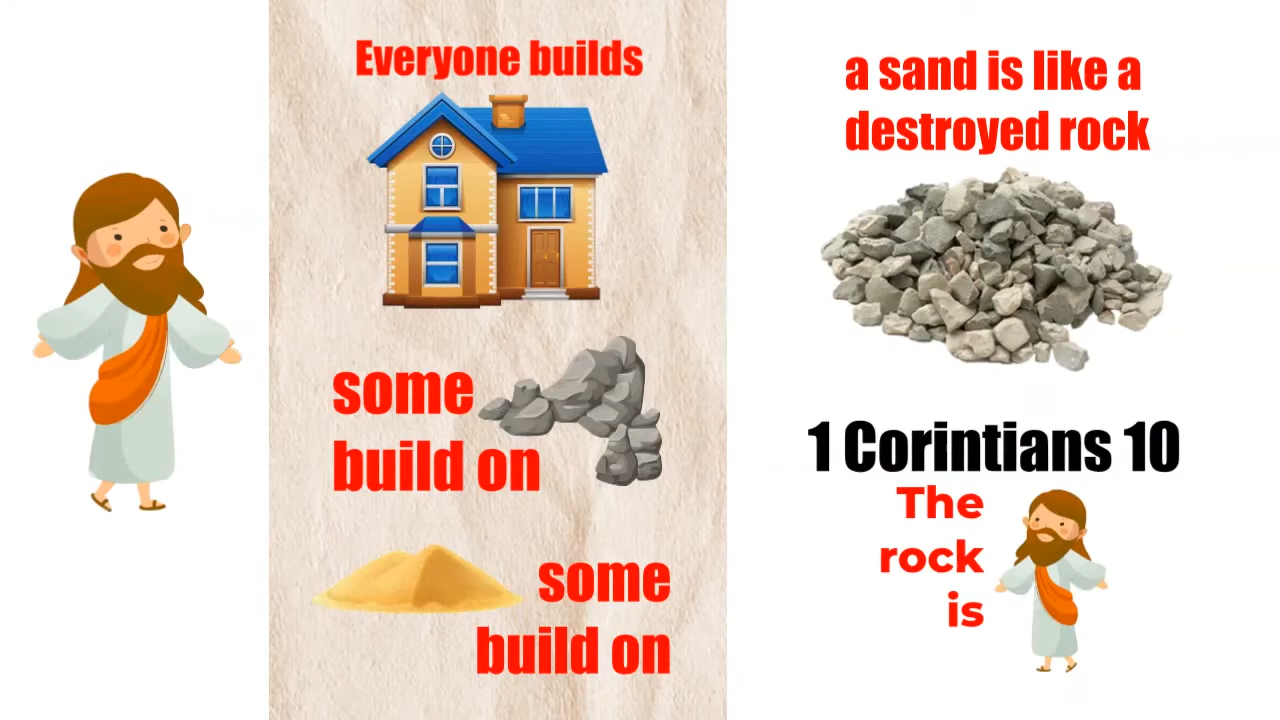 Everyone builds
some
build on
some
build on
a sand is like a
destroyed rock
1 Corintians 10
The
rock
is